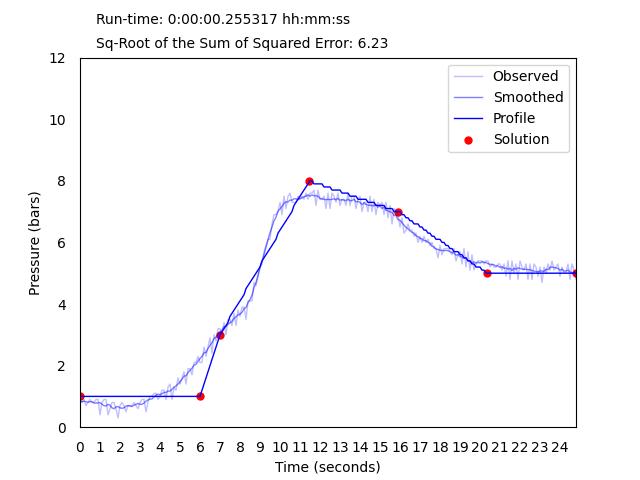 Run-time: 0:00:00.255317 hh:mm:ss
Sq-Root of the Sum of Squared Error: 6.23
Observed
Smoothed
Profile
Solution
Pressure (bars)
12
10
8
6
4
2
0
0 1 2 3 4 5 6 7 8 9 10 11 12 13 14 15 16 17 18 19 20 21 22 23 24
Time (seconds)